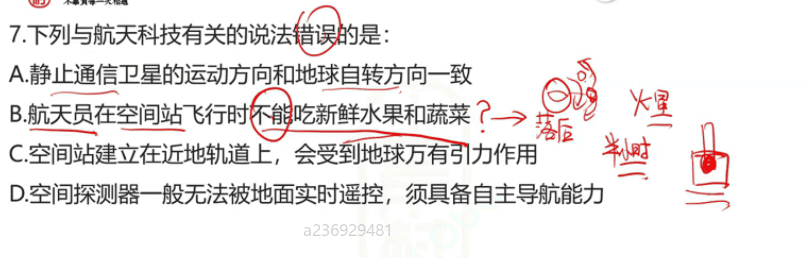 7.下列与航天科技有关的说法错误的是：
A.静止通信卫星的运动方向和地球自转方向一致
B.航天员在空间站飞行时不能吃新鲜水果和蔬菜？
落后
火星
半小时
C.空间站建立在近地轨道上，会受到地球万有引力作用
D.空间探测器一般无法被地面实时遥控，须具备自主导航能力
a236929481